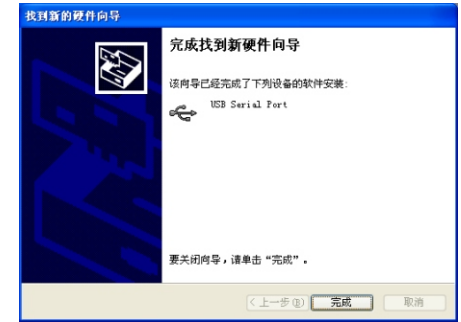 找到新的硬件向导
完成找到新硬件向导
该向导已经完成了下列设备的软件安装:
USB Serial Port
要关闭向导，请单击“完成”。
< 上一步(B)
完成
取消